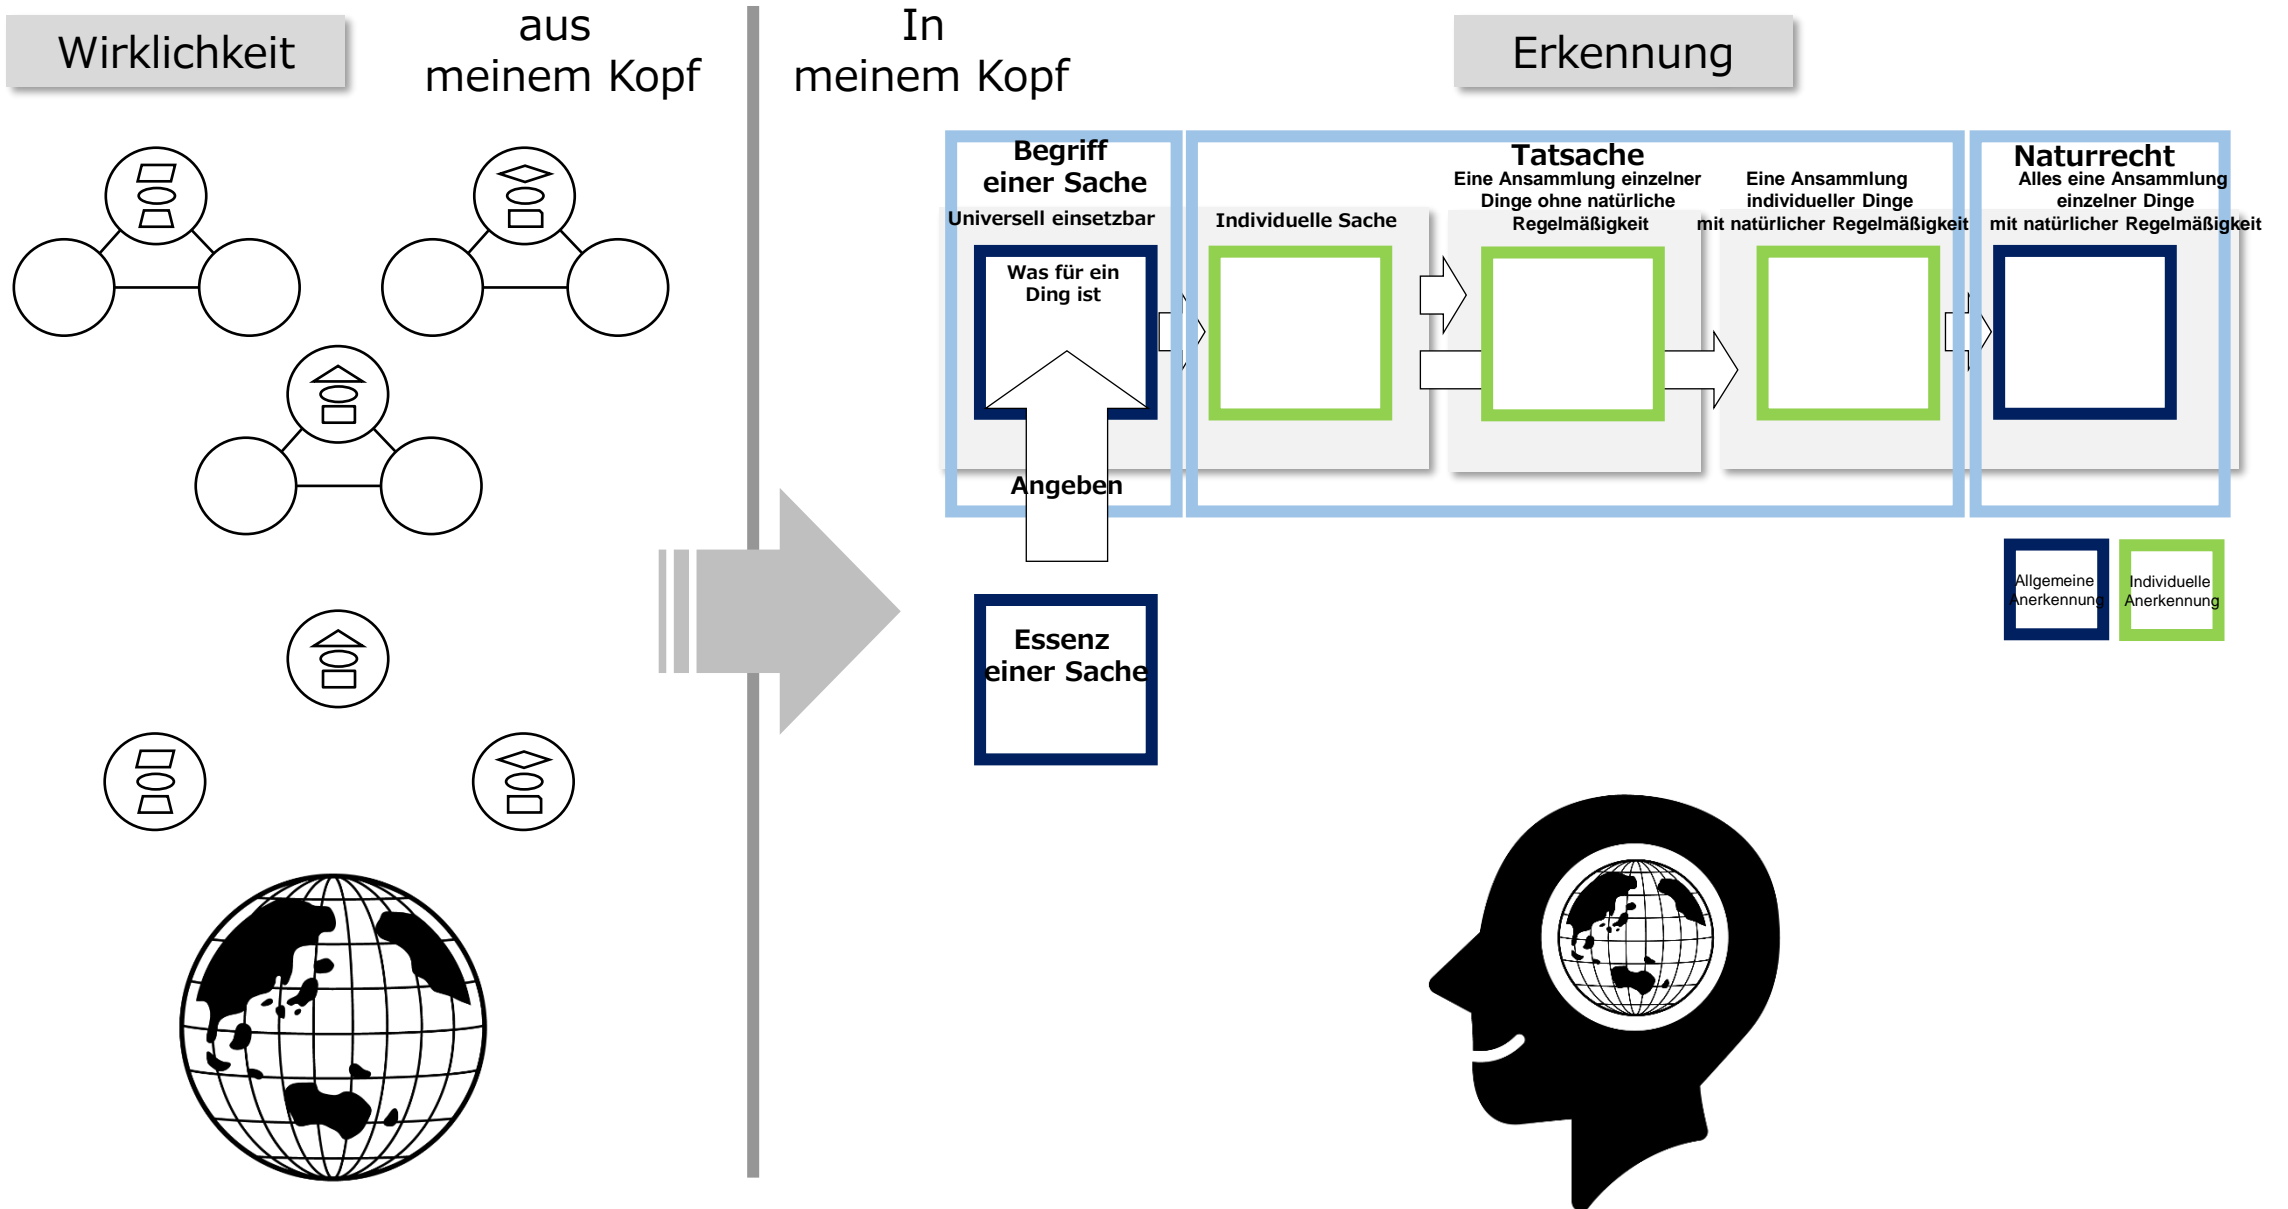 Wirklichkeit
aus
meinem Kopf
In
meinem Kopf
Erkennung
Begriff
einer Sache
Universell einsetzbar
Was für ein
Ding ist
Angeben
Essenz
einer Sache
Tatsache
Individuelle Sache
Eine Ansammlung einzelner
Dinge ohne natürliche
Regelmäßigkeit
Eine Ansammlung
individueller Dinge
mit natürlicher Regelmäßigkeit
Naturrecht
Alles eine Ansammlung
einzelner Dinge
mit natürlicher Regelmäßigkeit
Allgemeine
Anerkennung
Individuelle
Anerkennung